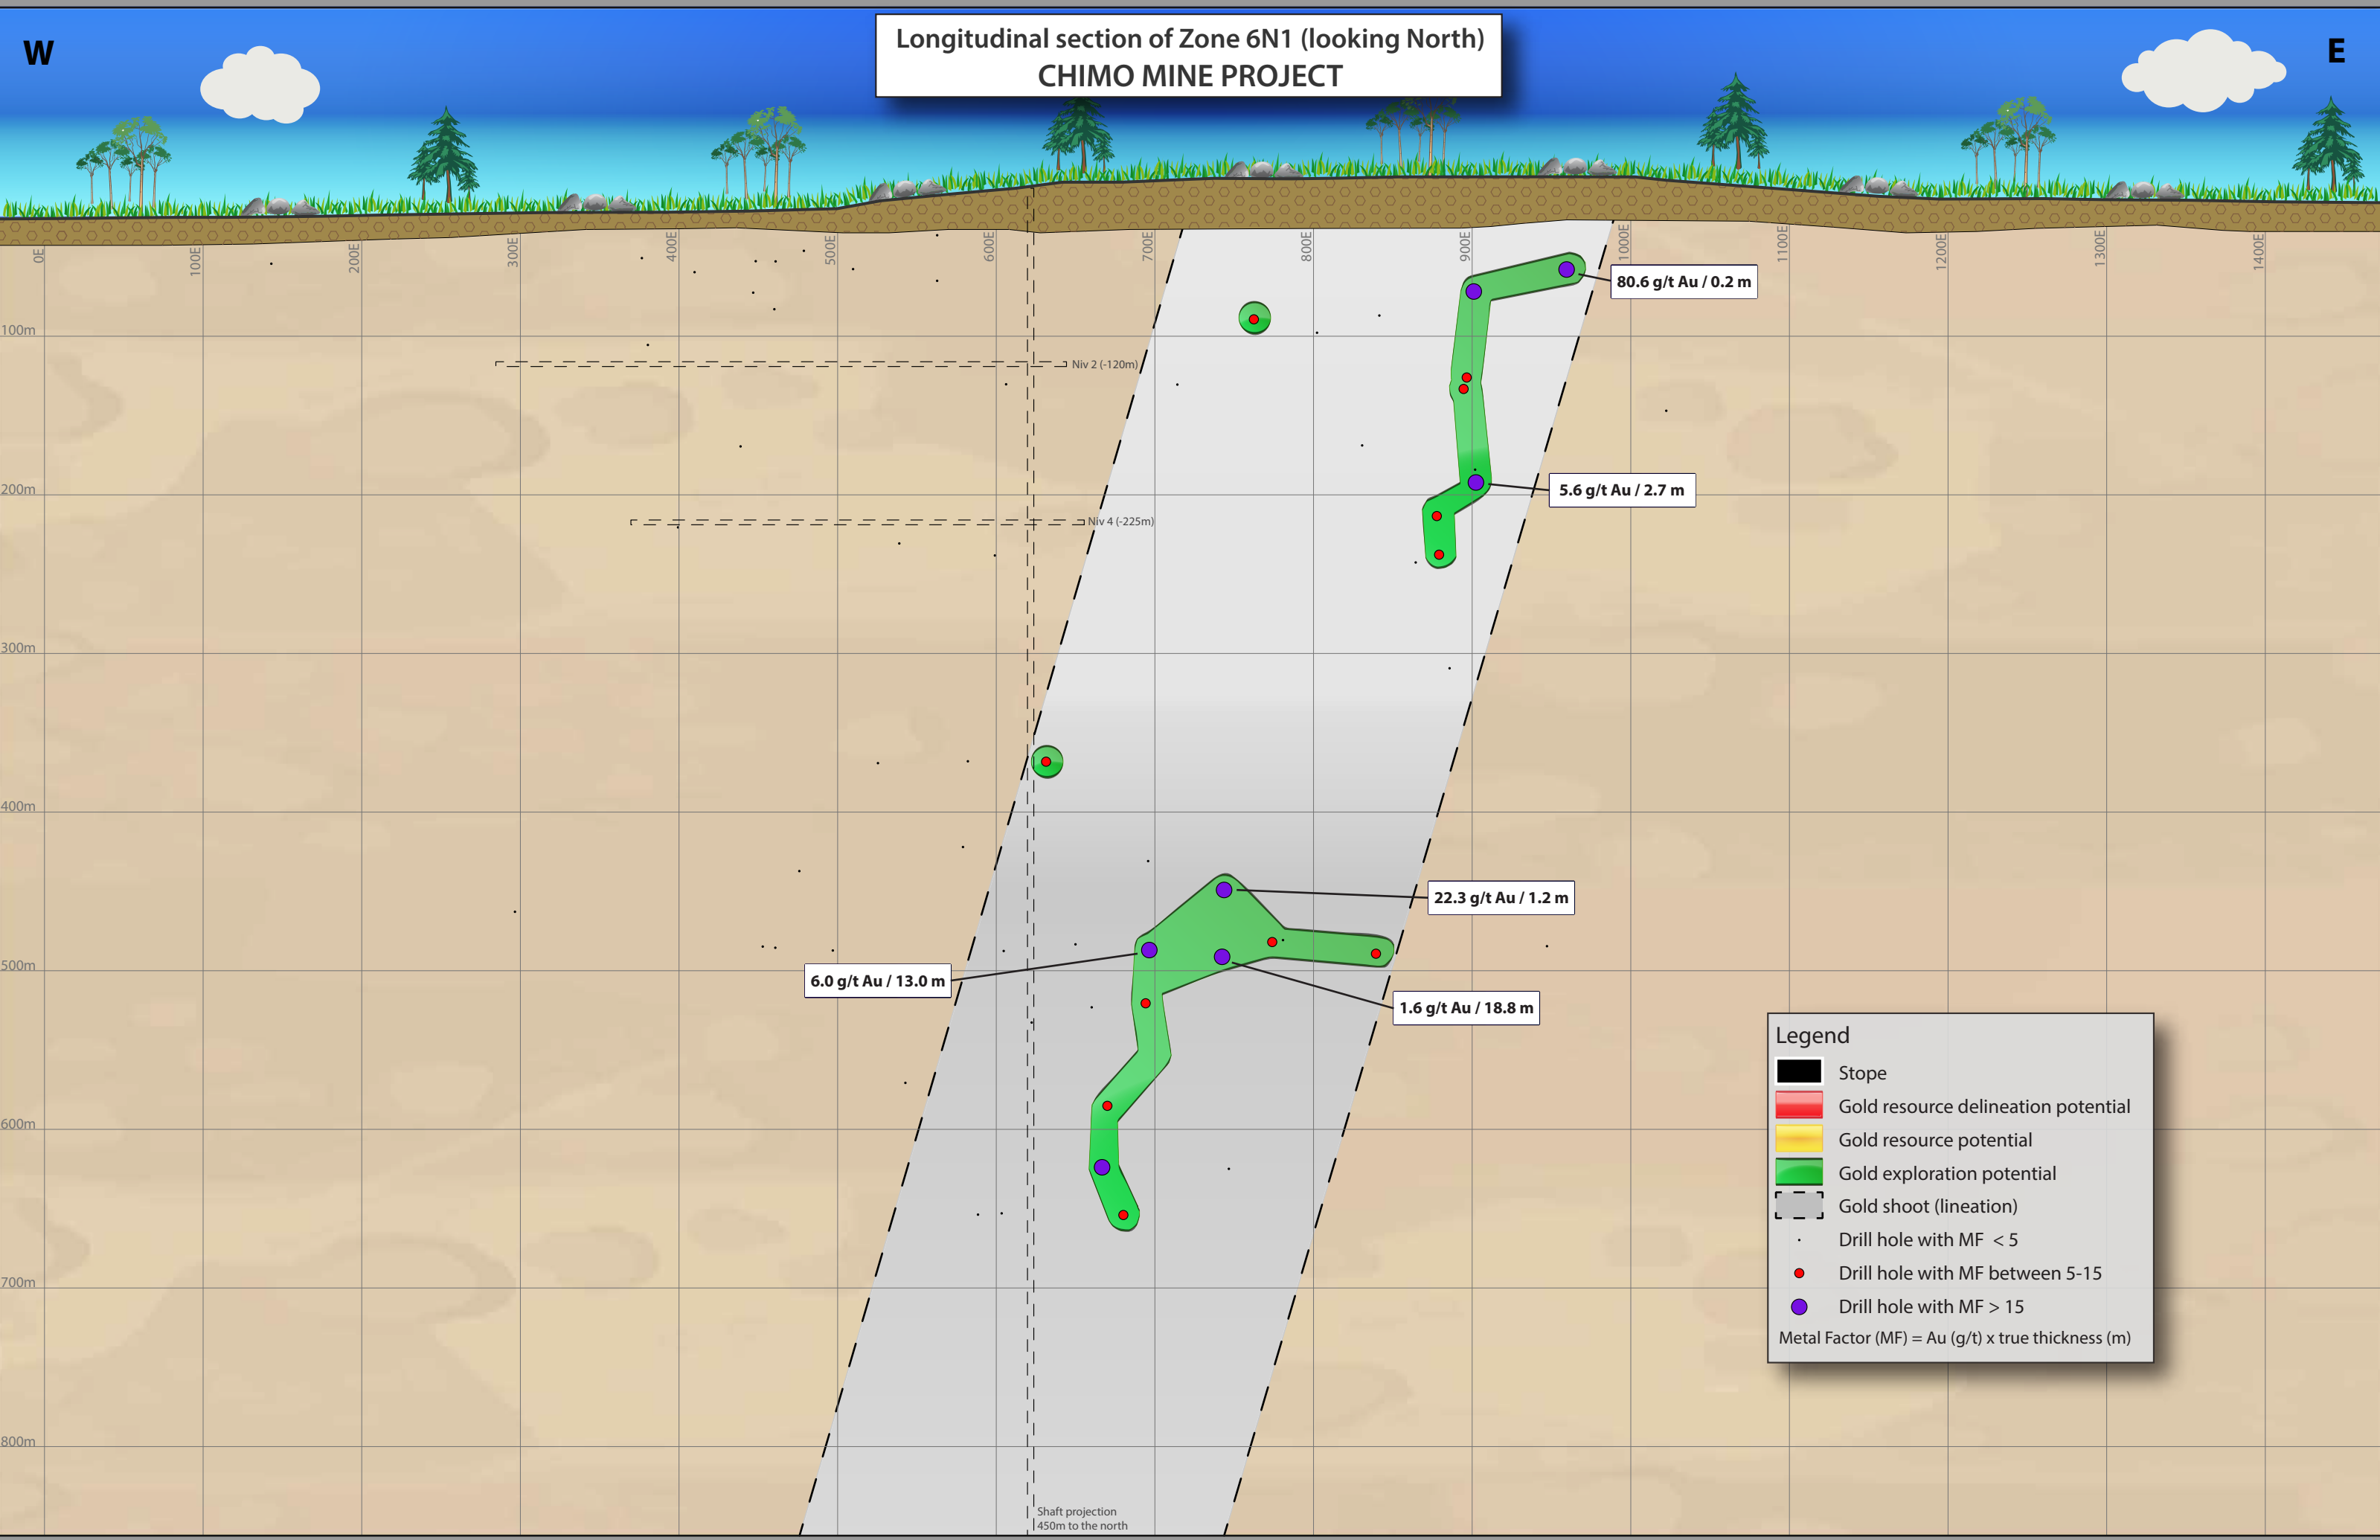 W
Longitudinal section of Zone 6N1 (looking North)
CHIMO MINE PROJECT
E
0E
100E
200E
300E
400E
500E
600E
700E
800E
900E
1000E
1100E
1200E
1300E
1400E
80.6 g/t Au / 0.2 m
100m
Niv 2 (-120m)
200m
5.6 g/t Au / 2.7 m
Niv 4 (-225m)
300m
400m
22.3 g/t Au / 1.2 m
500m
6.0 g/t Au / 13.0 m
1.6 g/t Au / 18.8 m
600m
700m
800m
Legend
Stope
Gold resource delineation potential
Gold resource potential
Gold exploration potential
Gold shoot (lineation)
Drill hole with MF < 5
Drill hole with MF between 5-15
Drill hole with MF > 15
Metal Factor (MF) = Au (g/t) x true thickness (m)
Shaft projection
450m to the north